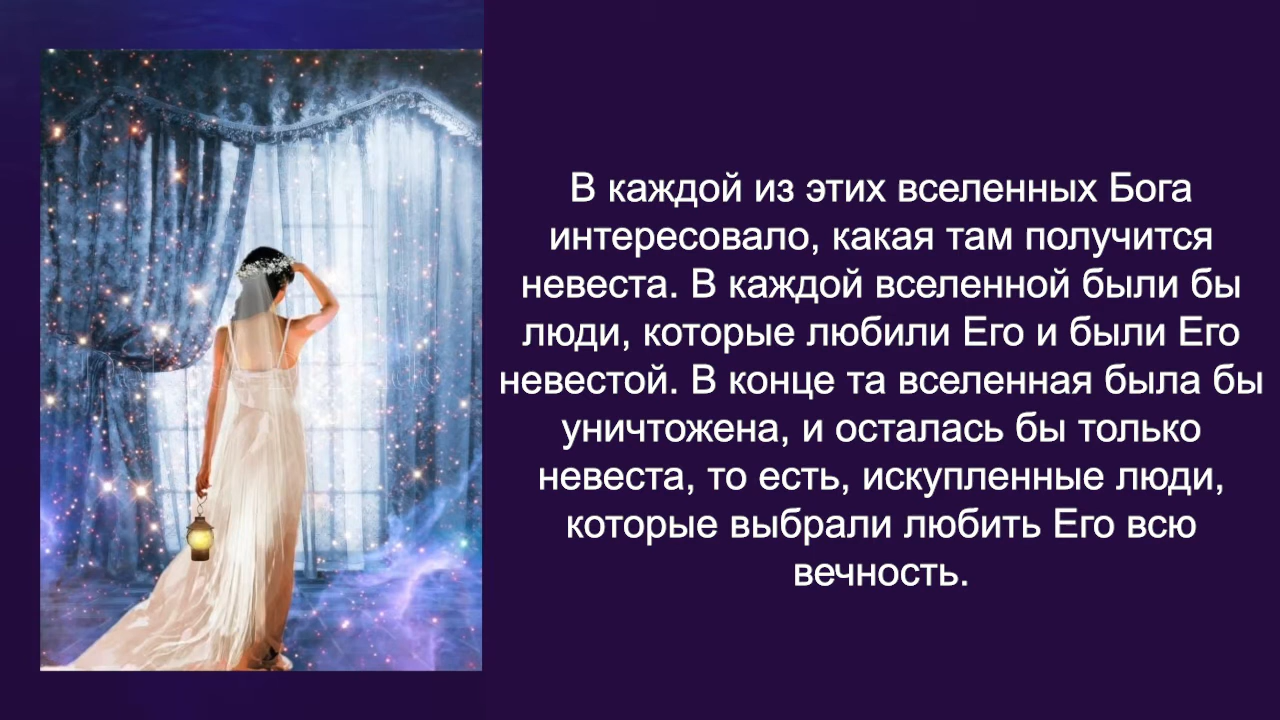 В каждой из этих вселенных Бога
интересовало, какая там получится
невеста. В каждой вселенной были бы
люди, которые любили Его и были Его
невестой. В конце та вселенная была бы
уничтожена, и осталась бы только
невеста, то есть, искупленные люди,
которые выбрали любить Его всю
вечность.